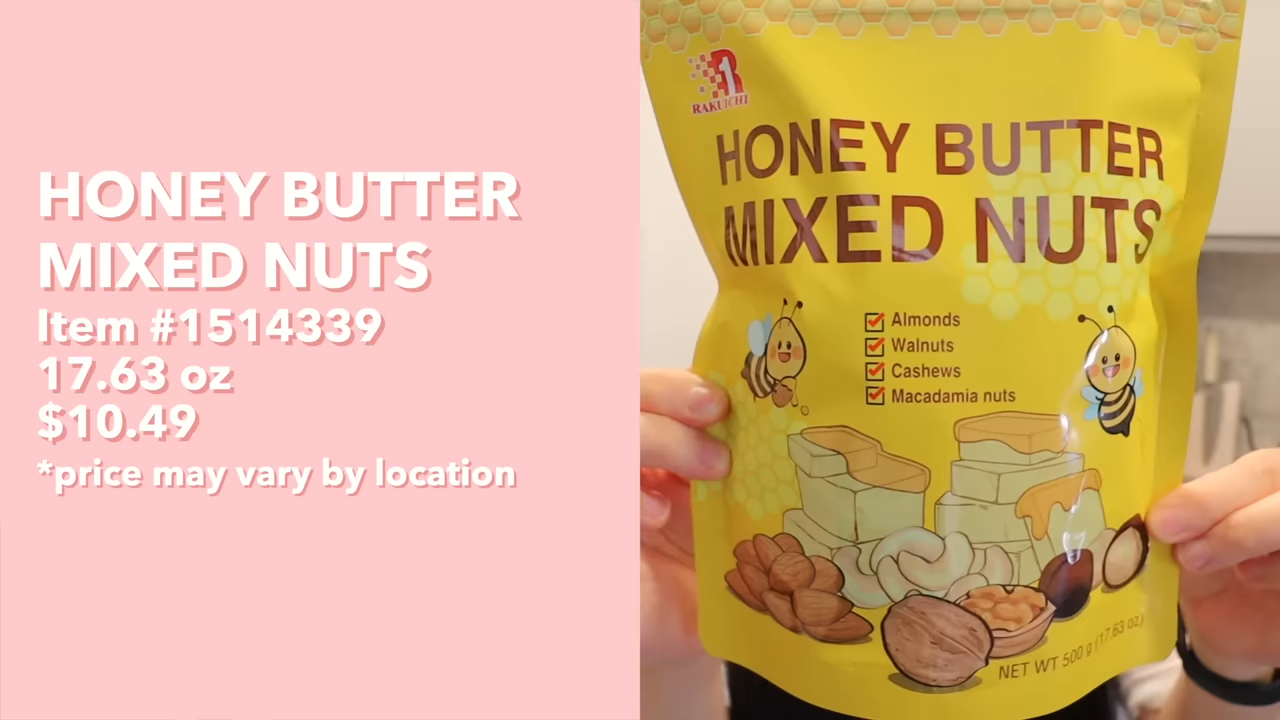 HONEY BUTTER
MIXED NUTS
Item #1514339
17.63 oz
$10.49
*price may vary by location
R1
RAKUICHI
HONEY BUTTER
MIXED NUTS
Almonds
Walnuts
Cashews
Macadamia nuts
NET WT 500 g (17.63 oz)